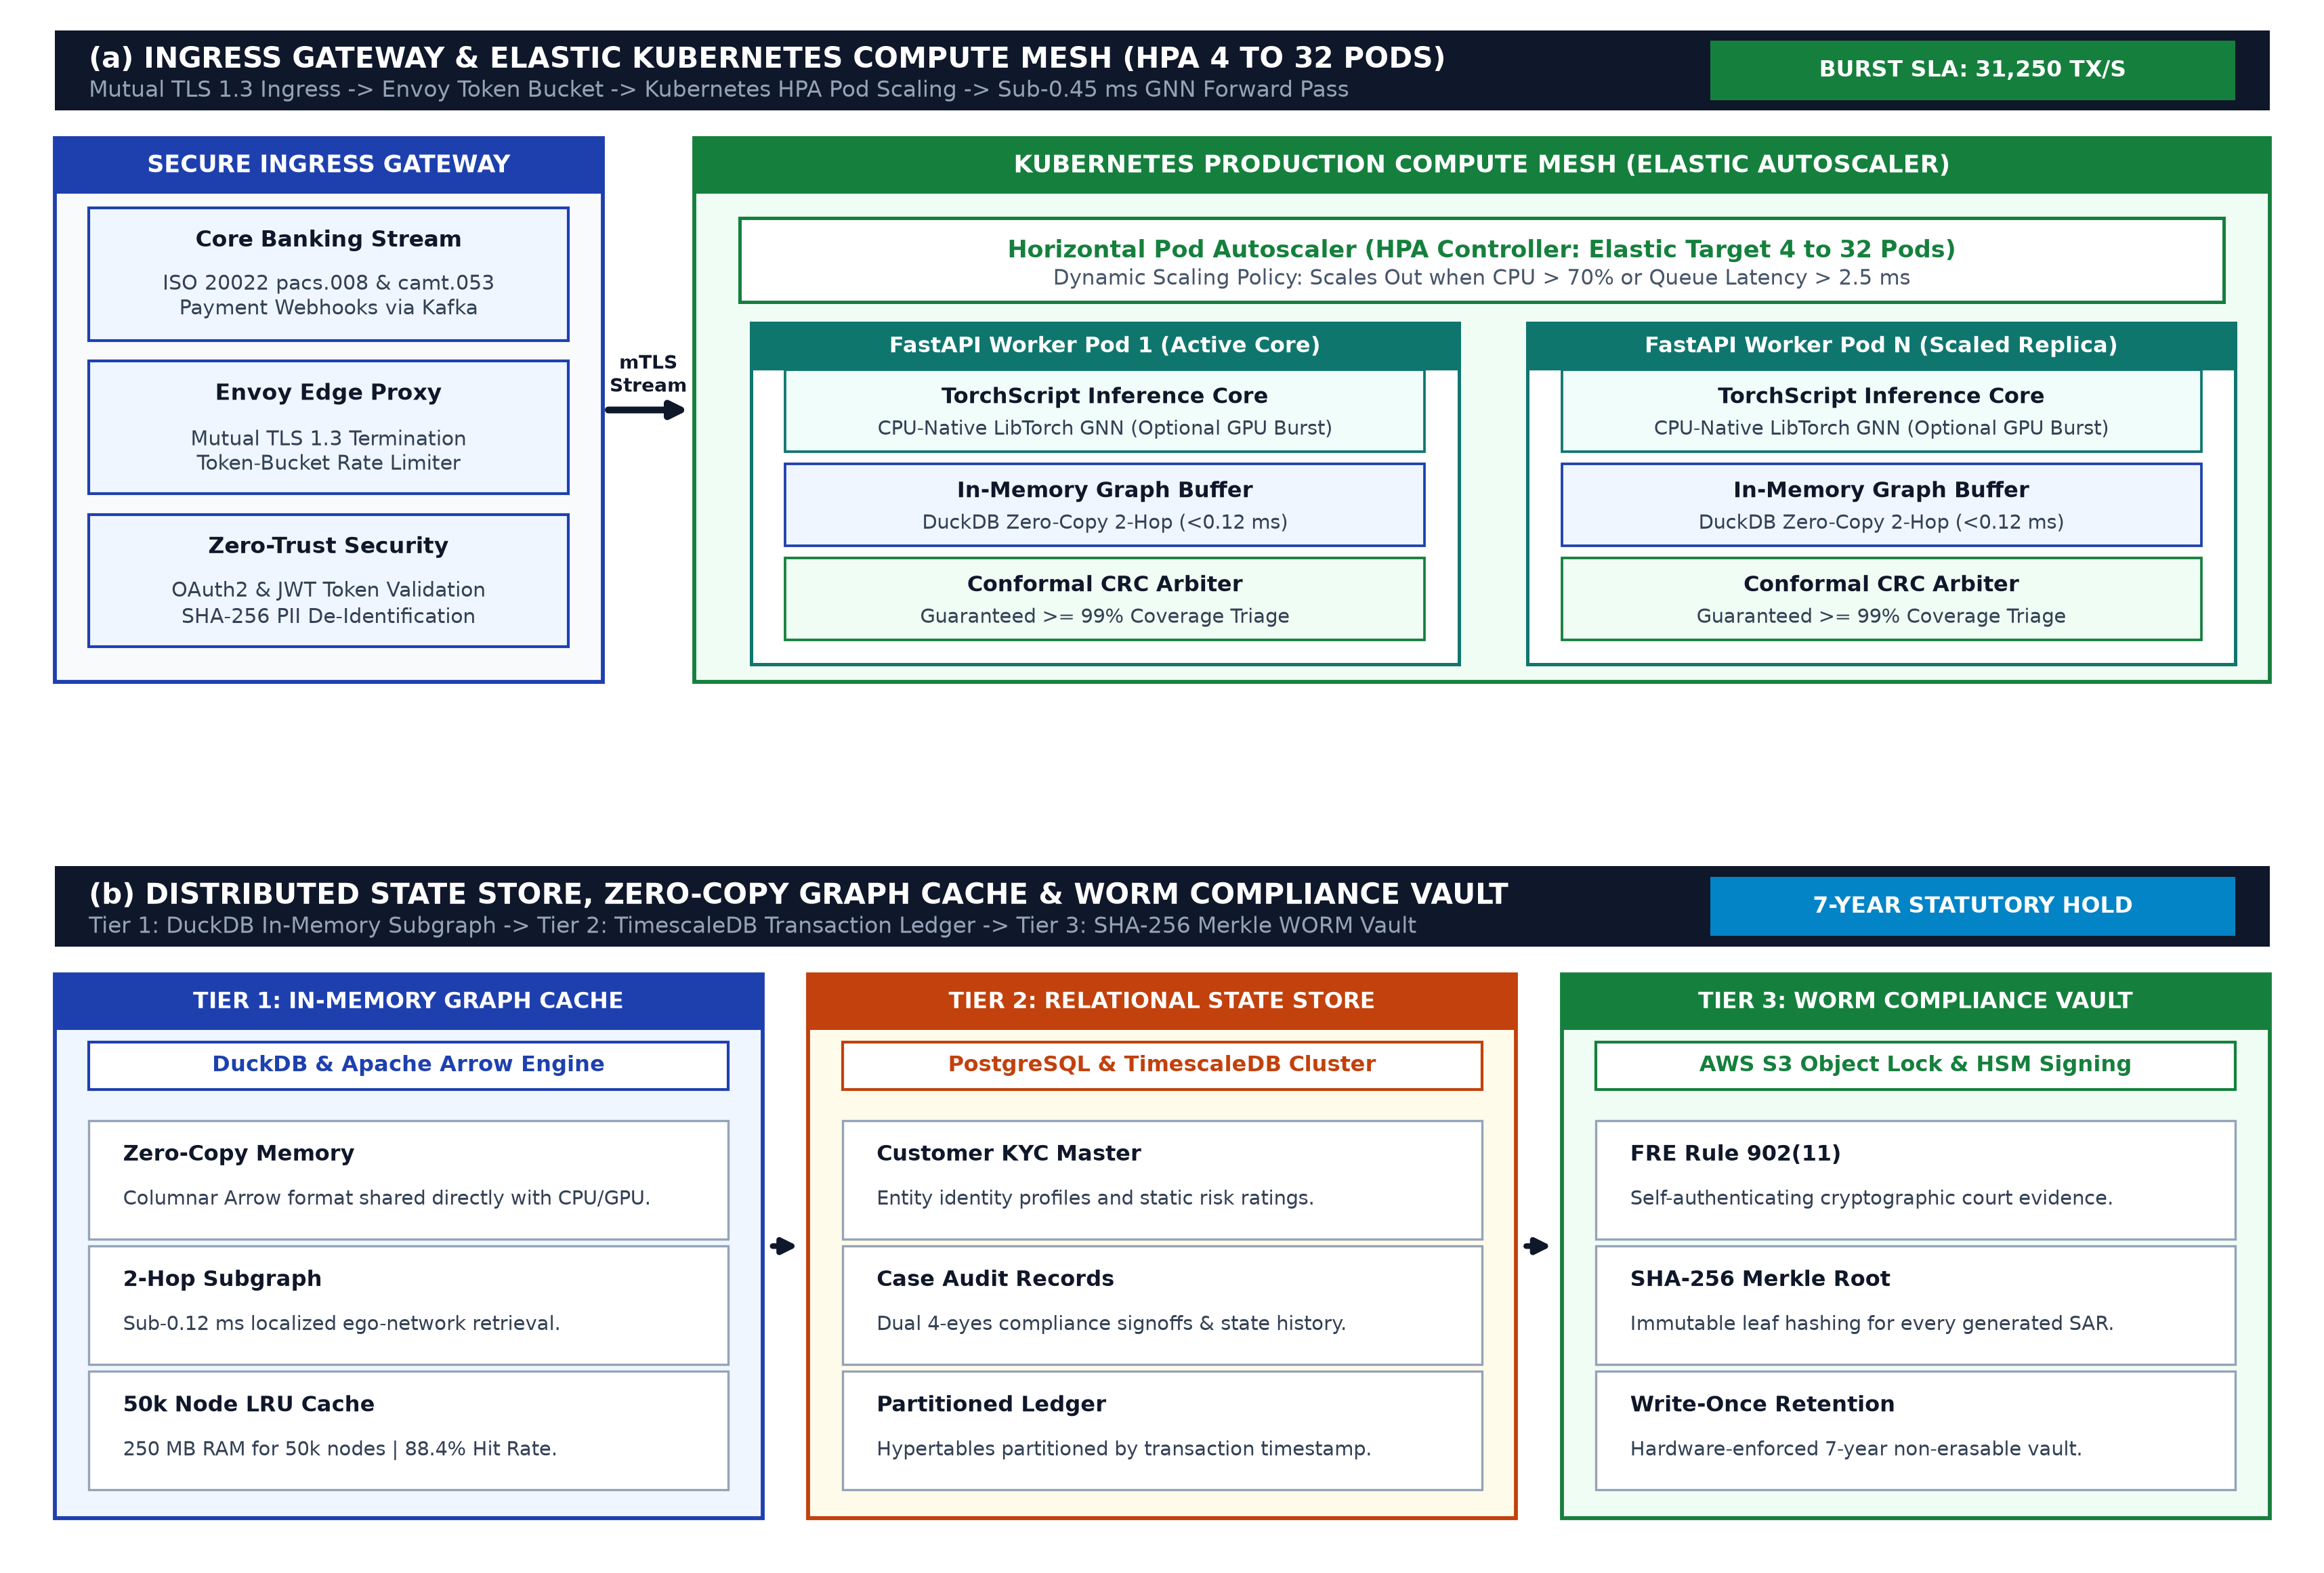 (a) INGRESS GATEWAY & ELASTIC KUBERNETES COMPUTE MESH (HPA 4 TO 32 PODS)
Mutual TLS 1.3 Ingress -> Envoy Token Bucket -> Kubernetes HPA Pod Scaling -> Sub-0.45 ms GNN Forward Pass
BURST SLA: 31,250 TX/S
SECURE INGRESS GATEWAY
Core Banking Stream
ISO 20022 pacs.008 & camt.053
Payment Webhooks via Kafka
Envoy Edge Proxy
Mutual TLS 1.3 Termination
Token-Bucket Rate Limiter
Zero-Trust Security
OAuth2 & JWT Token Validation
SHA-256 PII De-Identification
mTLS
Stream
KUBERNETES PRODUCTION COMPUTE MESH (ELASTIC AUTOSCALER)
Horizontal Pod Autoscaler (HPA Controller: Elastic Target 4 to 32 Pods)
Dynamic Scaling Policy: Scales Out when CPU > 70% or Queue Latency > 2.5 ms
FastAPI Worker Pod 1 (Active Core)
TorchScript Inference Core
CPU-Native LibTorch GNN (Optional GPU Burst)
In-Memory Graph Buffer
DuckDB Zero-Copy 2-Hop (<0.12 ms)
Conformal CRC Arbiter
Guaranteed >= 99% Coverage Triage
FastAPI Worker Pod N (Scaled Replica)
TorchScript Inference Core
CPU-Native LibTorch GNN (Optional GPU Burst)
In-Memory Graph Buffer
DuckDB Zero-Copy 2-Hop (<0.12 ms)
Conformal CRC Arbiter
Guaranteed >= 99% Coverage Triage
(b) DISTRIBUTED STATE STORE, ZERO-COPY GRAPH CACHE & WORM COMPLIANCE VAULT
Tier 1: DuckDB In-Memory Subgraph -> Tier 2: TimescaleDB Transaction Ledger -> Tier 3: SHA-256 Merkle WORM Vault
7-YEAR STATUTORY HOLD
TIER 1: IN-MEMORY GRAPH CACHE
DuckDB & Apache Arrow Engine
Zero-Copy Memory
Columnar Arrow format shared directly with CPU/GPU.
2-Hop Subgraph
Sub-0.12 ms localized ego-network retrieval.
50k Node LRU Cache
250 MB RAM for 50k nodes | 88.4% Hit Rate.
TIER 2: RELATIONAL STATE STORE
PostgreSQL & TimescaleDB Cluster
Customer KYC Master
Entity identity profiles and static risk ratings.
Case Audit Records
Dual 4-eyes compliance signoffs & state history.
Partitioned Ledger
Hypertables partitioned by transaction timestamp.
TIER 3: WORM COMPLIANCE VAULT
AWS S3 Object Lock & HSM Signing
FRE Rule 902(11)
Self-authenticating cryptographic court evidence.
SHA-256 Merkle Root
Immutable leaf hashing for every generated SAR.
Write-Once Retention
Hardware-enforced 7-year non-erasable vault.